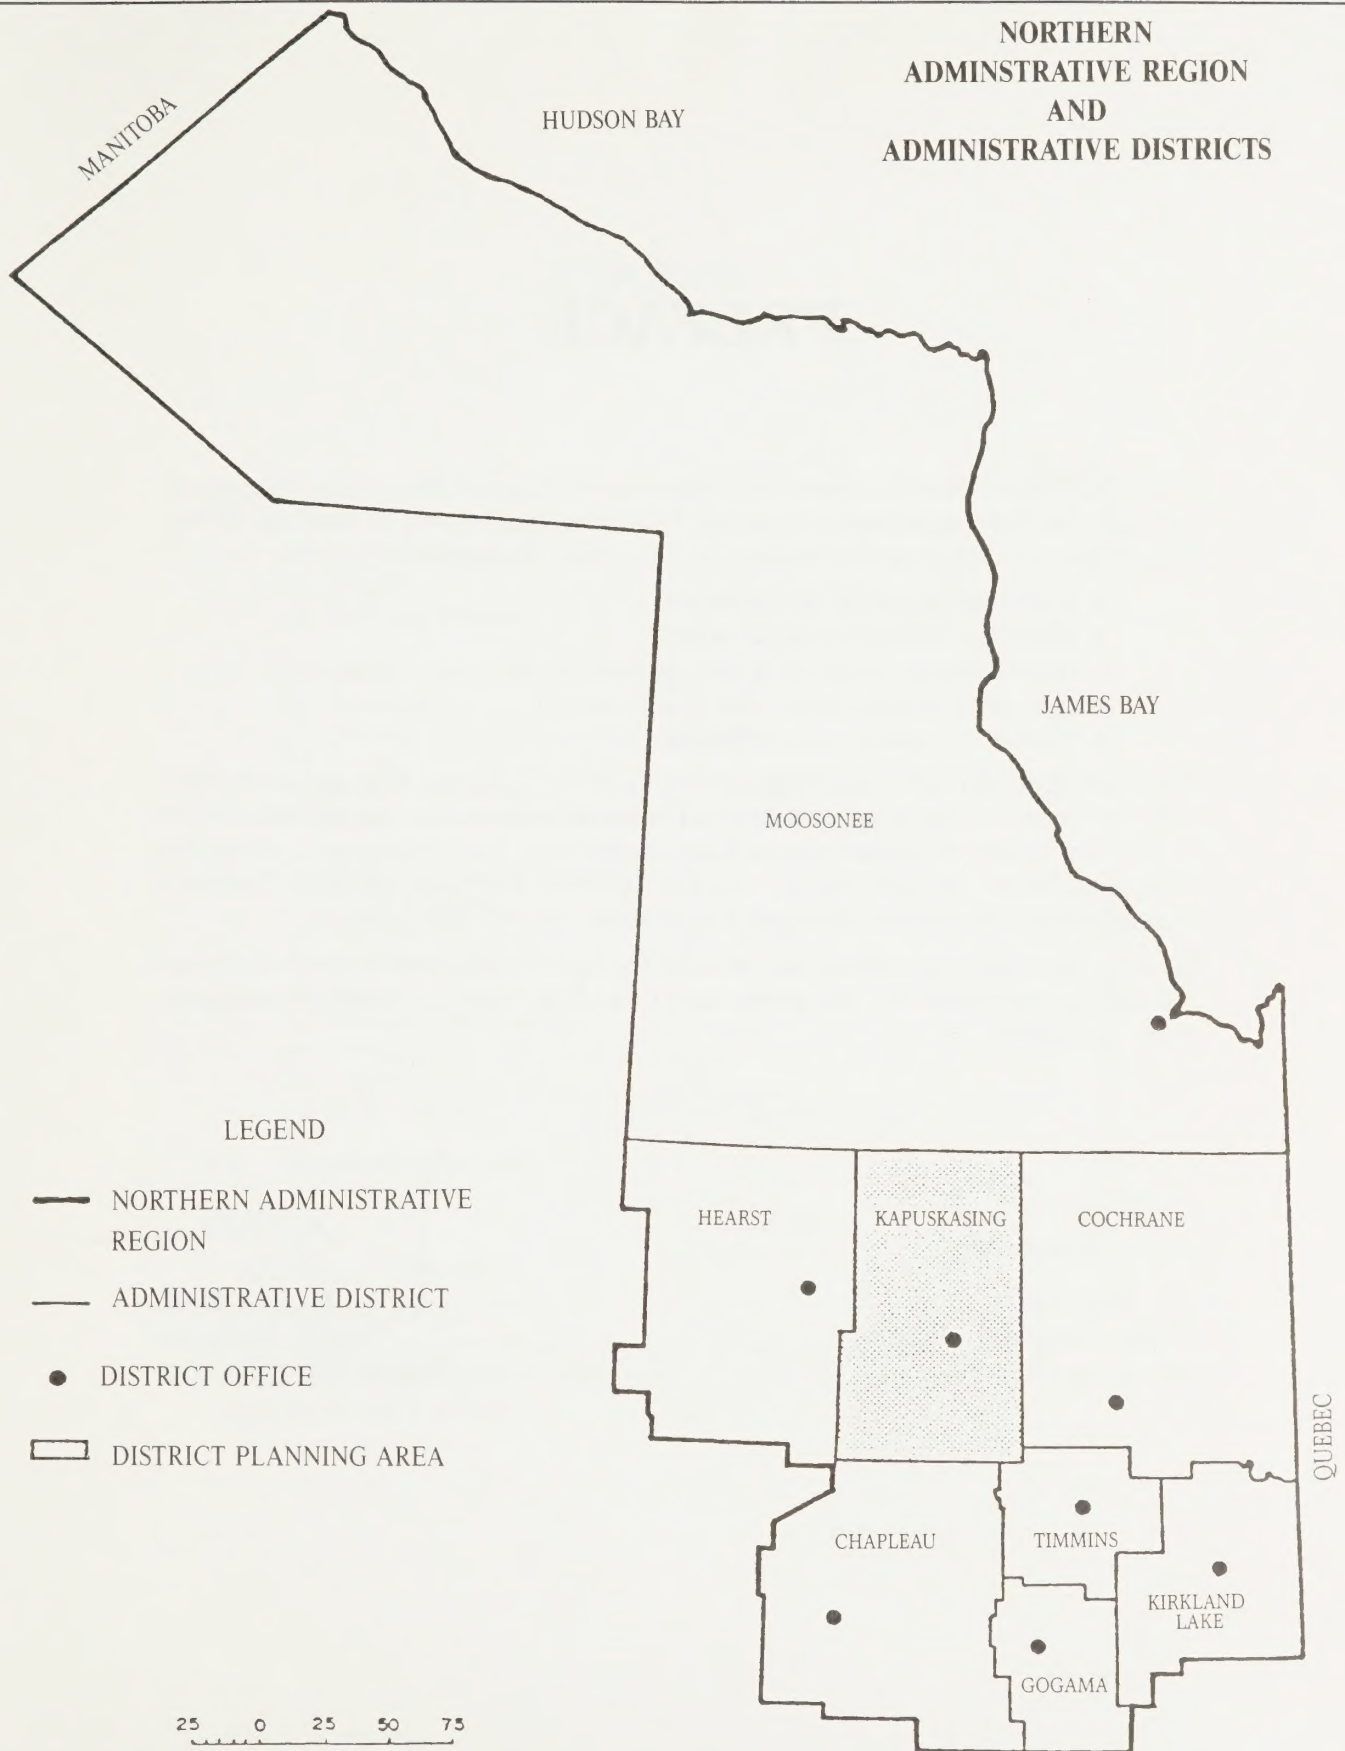 NORTHERN
ADMINSTRATIVE REGION
AND
ADMINISTRATIVE DISTRICTS
MANITOBA
HUDSON BAY
JAMES BAY
MOOSONEE
LEGEND
NORTHERN ADMINISTRATIVE
REGION
ADMINISTRATIVE DISTRICT
DISTRICT OFFICE
DISTRICT PLANNING AREA
HEARST
KAPUSKASING
COCHRANE
QUEBEC
CHAPLEAU
TIMMINS
KIRKLAND
LAKE
GOGAMA
25 0 25 50 75